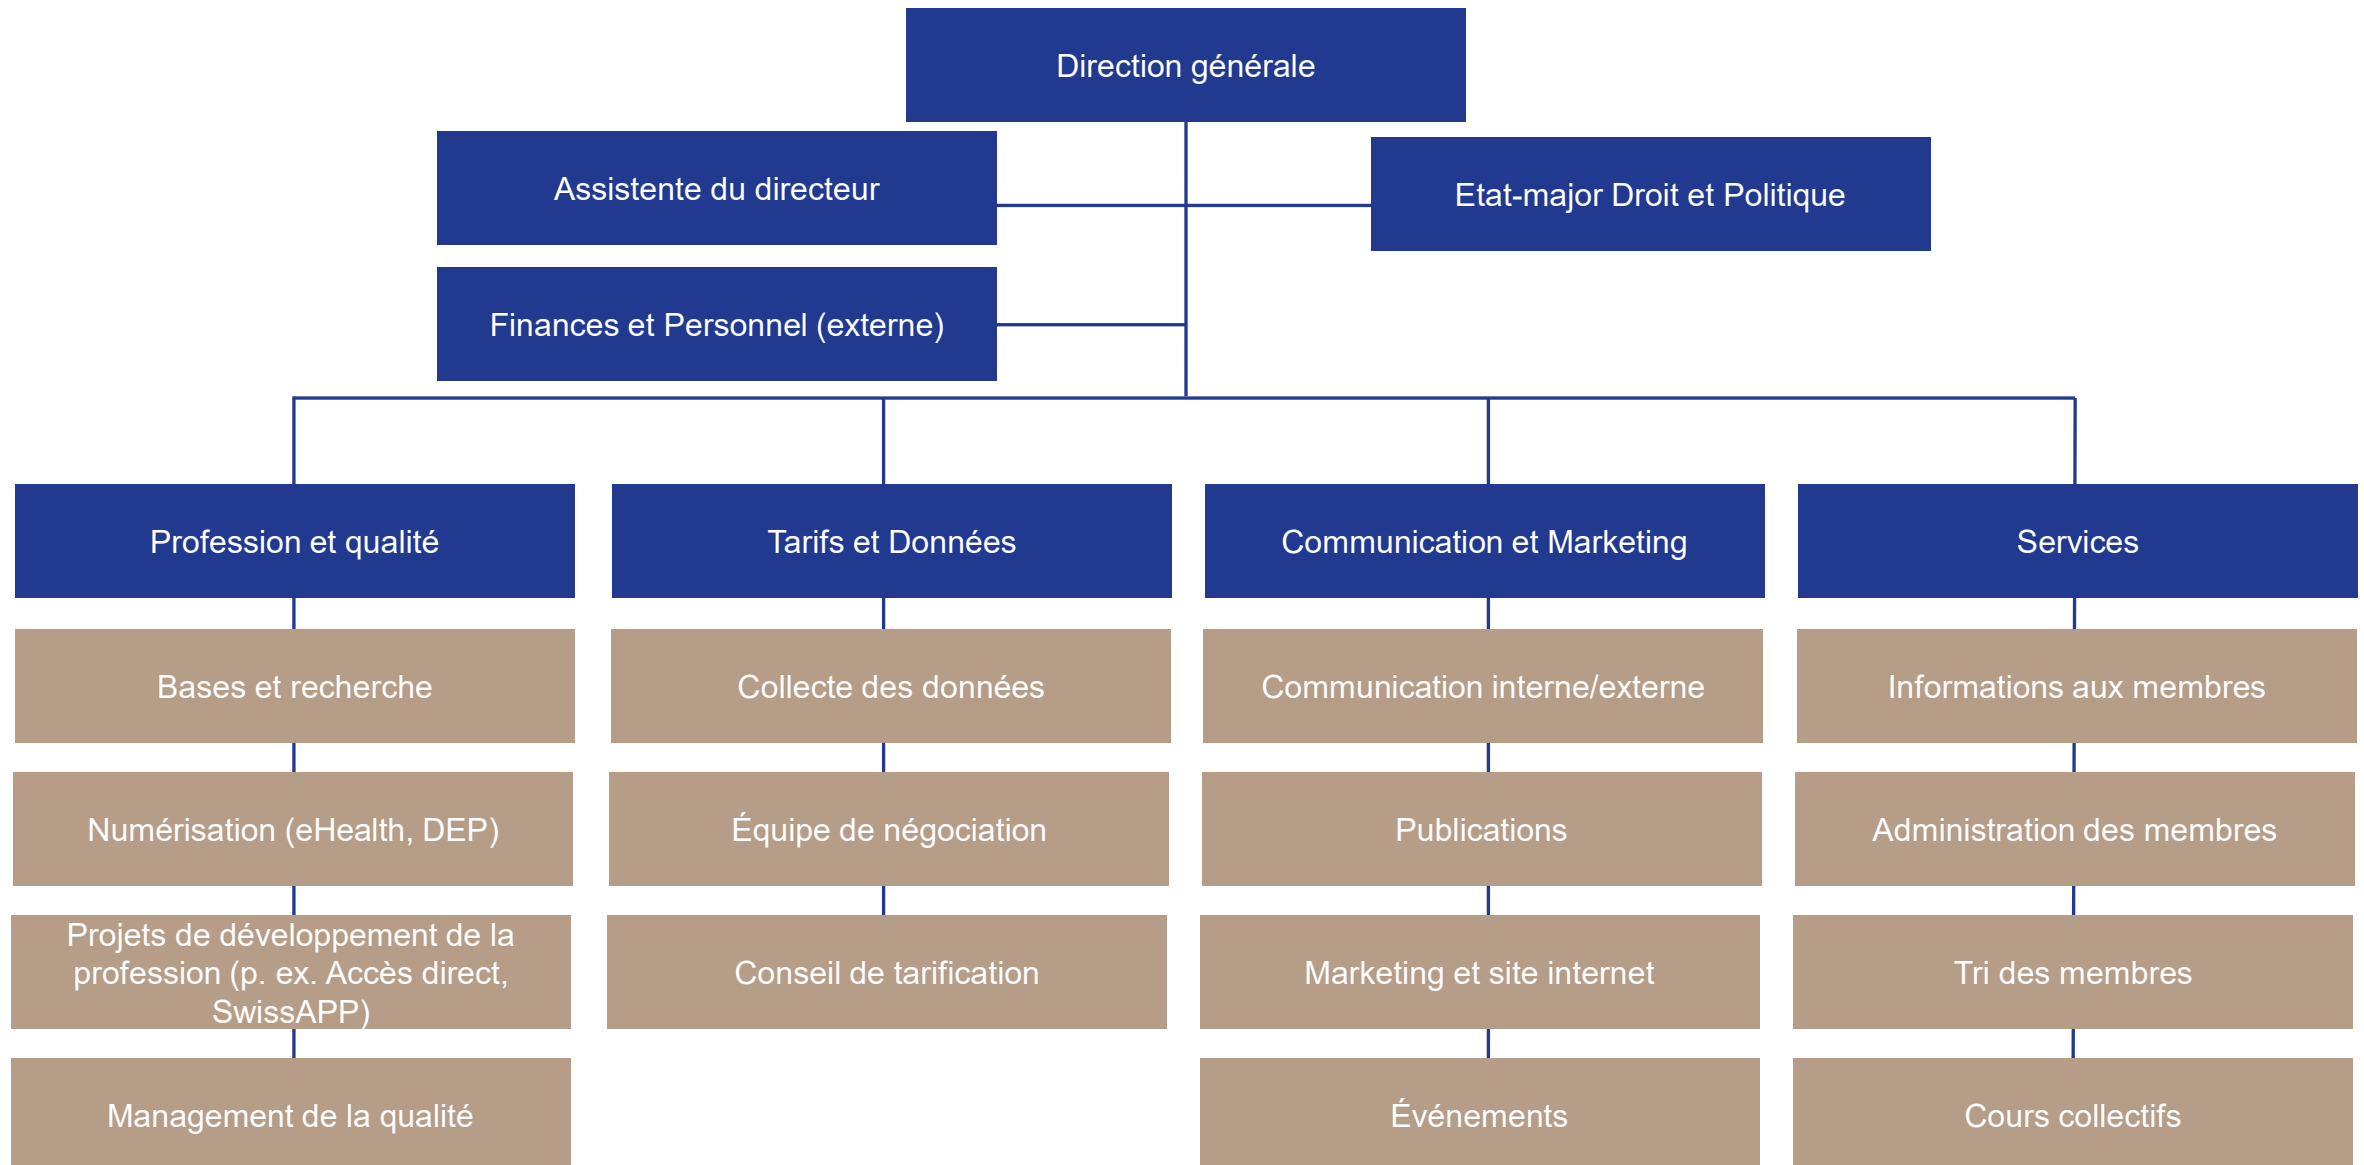 Direction générale
Assistente du directeur
Etat-major Droit et Politique
Finances et Personnel (externe)
Profession et qualité
Tarifs et Données
Communication et Marketing
Services
Bases et recherche
Collecte des données
Communication interne/externe
Informations aux membres
Numérisation (eHealth, DEP)
Équipe de négociation
Publications
Administration des membres
Projets de développement de la
profession (p. ex. Accès direct,
SwissAPP)
Conseil de tarification
Marketing et site internet
Tri des membres
Management de la qualité
Événements
Cours collectifs